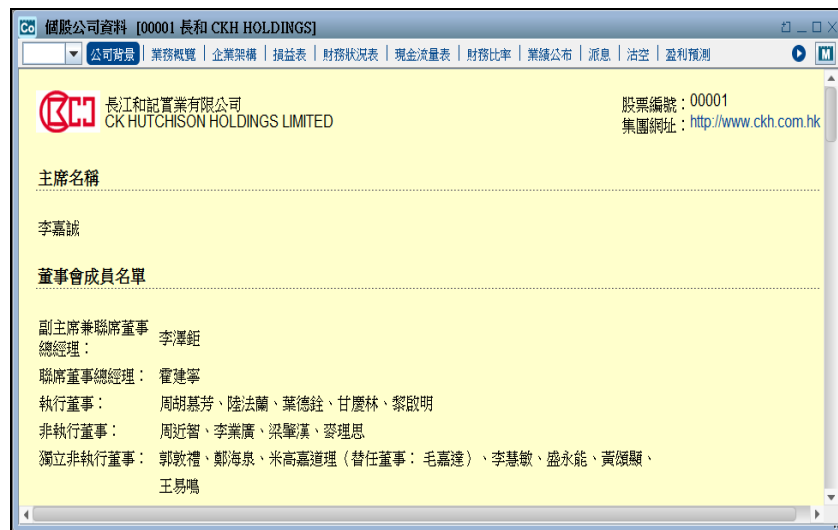 Co 個股公司資料 [00001 長和 CKH HOLDINGS]
公司背景 | 業務概覽 | 企業架構 | 損益表 | 財務狀況表 | 現金流量表 | 財務比率 | 業績公布 | 派息 | 沽空 | 盈利預測 M
長江和記實業有限公司
CK HUTCHISON HOLDINGS LIMITED
股票編號：00001
集團網址：http://www.ckh.com.hk
主席名稱
李嘉誠
董事會成員名單
副主席兼聯席董事
總經理：
李澤鉅
聯席董事總經理： 霍建寧
執行董事： 周胡慕芳、陸法蘭、葉德銓、甘慶林、黎啟明
非執行董事： 周近智、李業廣、梁肇漢、麥理思
獨立非執行董事： 郭敦禮、鄭海泉、米高嘉道理（替任董事： 毛嘉達）、李慧敏、盛永能、黃頌顯、
王易鳴